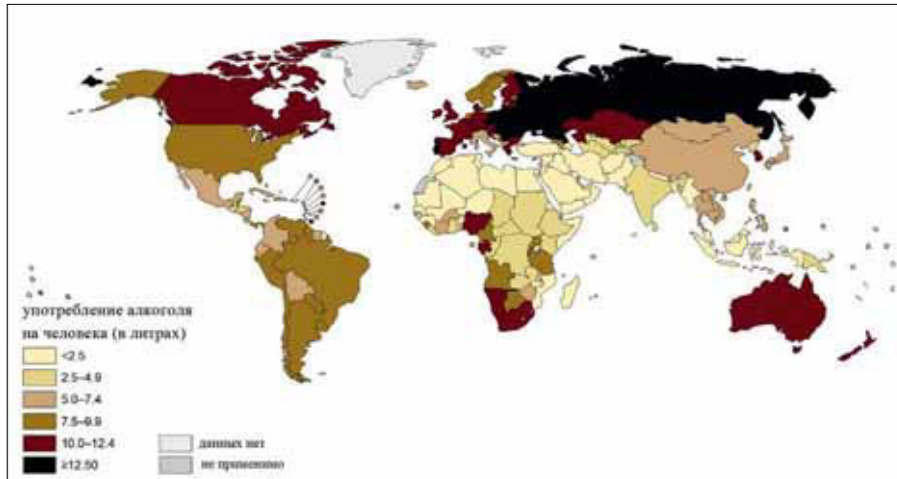 употребление алкоголя
на человека (в литрах)
<2.5
2.5–4.9
5.0–7.4
7.5–9.9
10.0–12.4
≥12.50
данных нет
не применимо